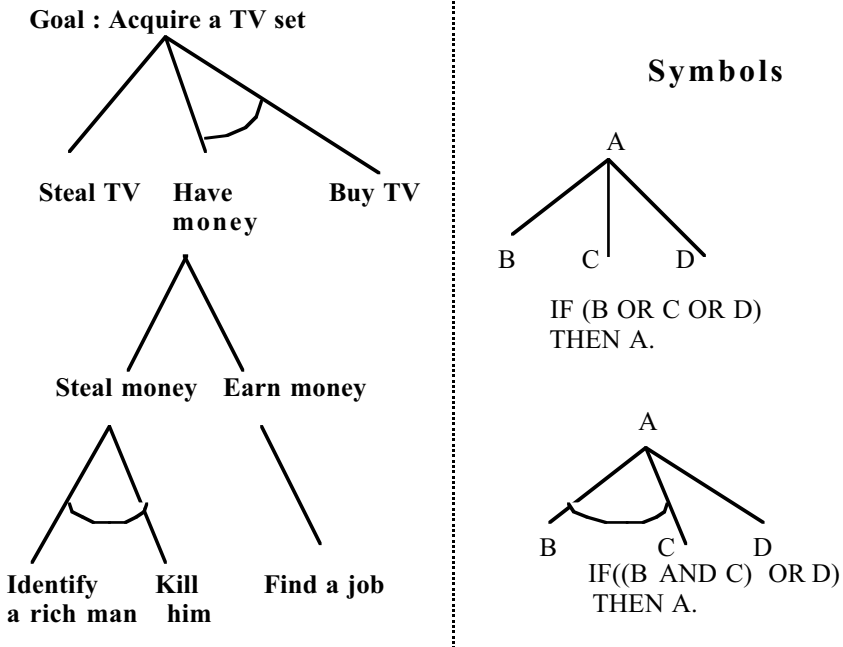 Goal : Acquire a TV set
Steal TV
Have
money
Buy TV
Steal money
Earn money
Identify
a rich man
Kill
him
Find a job
Symbols
A
B
C
D
IF (B OR C OR D)
THEN A.
A
B
C
D
IF((B AND C) OR D)
THEN A.